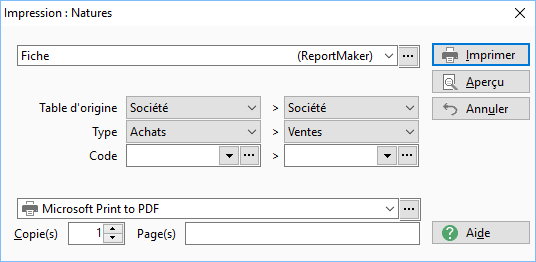 Impression : Natures
Fiche (ReportMaker) ...
Imprimer
Aperçu
Annuler
Table d'origine Société > Société
Type Achats > Ventes
Code ... > ...
Microsoft Print to PDF ...
Copie(s) 1 Page(s)
Aide